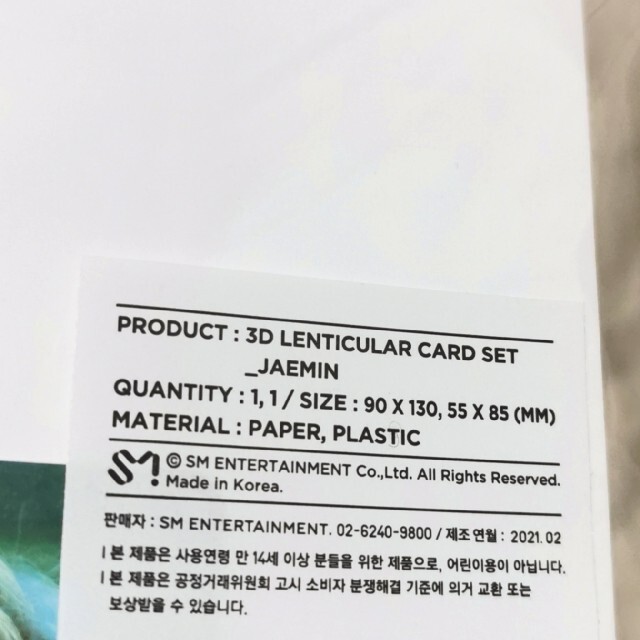 PRODUCT : 3D LENTICULAR CARD SET
_JAEMIN
QUANTITY : 1, 1 / SIZE : 90 X 130, 55 X 85 (MM)
MATERIAL : PAPER, PLASTIC
SM
© SM ENTERTAINMENT Co.,Ltd. All Rights Reserved.
Made in Korea.
판매자 : SM ENTERTAINMENT. 02-6240-9800 / 제조 연월 : 2021. 02
I 본 제품은 사용연령 만 14세 이상 분들을 위한 제품으로, 어린이용이 아닙니다.
I 본 제품은 공정거래위원회 고시 소비자 분쟁해결 기준에 의거 교환 또는
보상받을 수 있습니다.